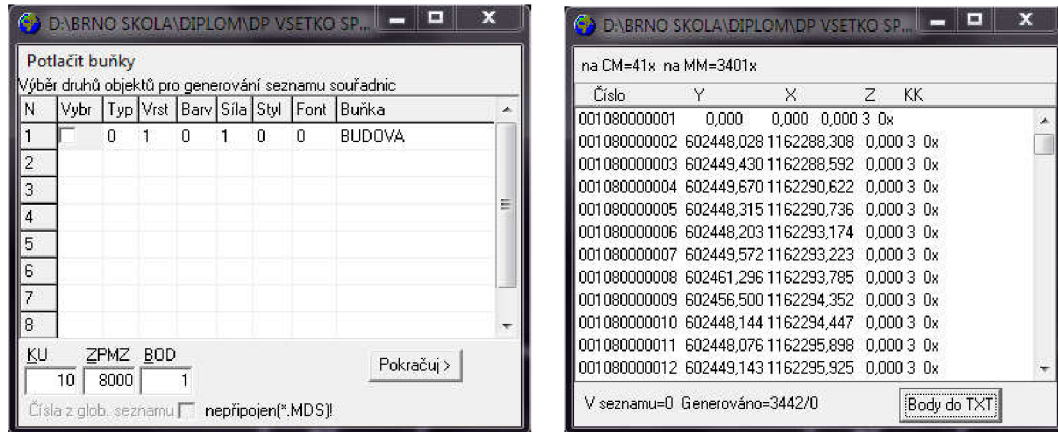 D:\BRNO SKOLA\DIPLOM\DP VSETKO SP...
Potlačit buňky
Výběr druhů objektů pro generování seznamu souřadnic
N Vybr Typ Vrst Barv Síla Styl Font Buňka
1 0 1 0 1 0 0 BUDOVA
2
3
4
5
6
7
8
KU ZPMZ BOD
10 8000 1
Pokračuj >
Čísla z glob. seznamu nepřipojen(*.MDS)!
D:\BRNO SKOLA\DIPLOM\DP VSETKO SP...
na CM=41x na MM=3401x
Číslo Y X Z KK
001080000001 0,000 0,000 0,000 3 0x
001080000002 602448,028 1162288,308 0,000 3 0x
001080000003 602449,430 1162288,592 0,000 3 0x
001080000004 602449,670 1162290,622 0,000 3 0x
001080000005 602448,315 1162290,736 0,000 3 0x
001080000006 602448,203 1162293,174 0,000 3 0x
001080000007 602449,572 1162293,223 0,000 3 0x
001080000008 602461,296 1162293,785 0,000 3 0x
001080000009 602456,500 1162294,352 0,000 3 0x
001080000010 602448,144 1162294,447 0,000 3 0x
001080000011 602448,076 1162295,898 0,000 3 0x
001080000012 602449,143 1162295,925 0,000 3 0x
V seznamu=0 Generováno=3442/0
Body do TXT